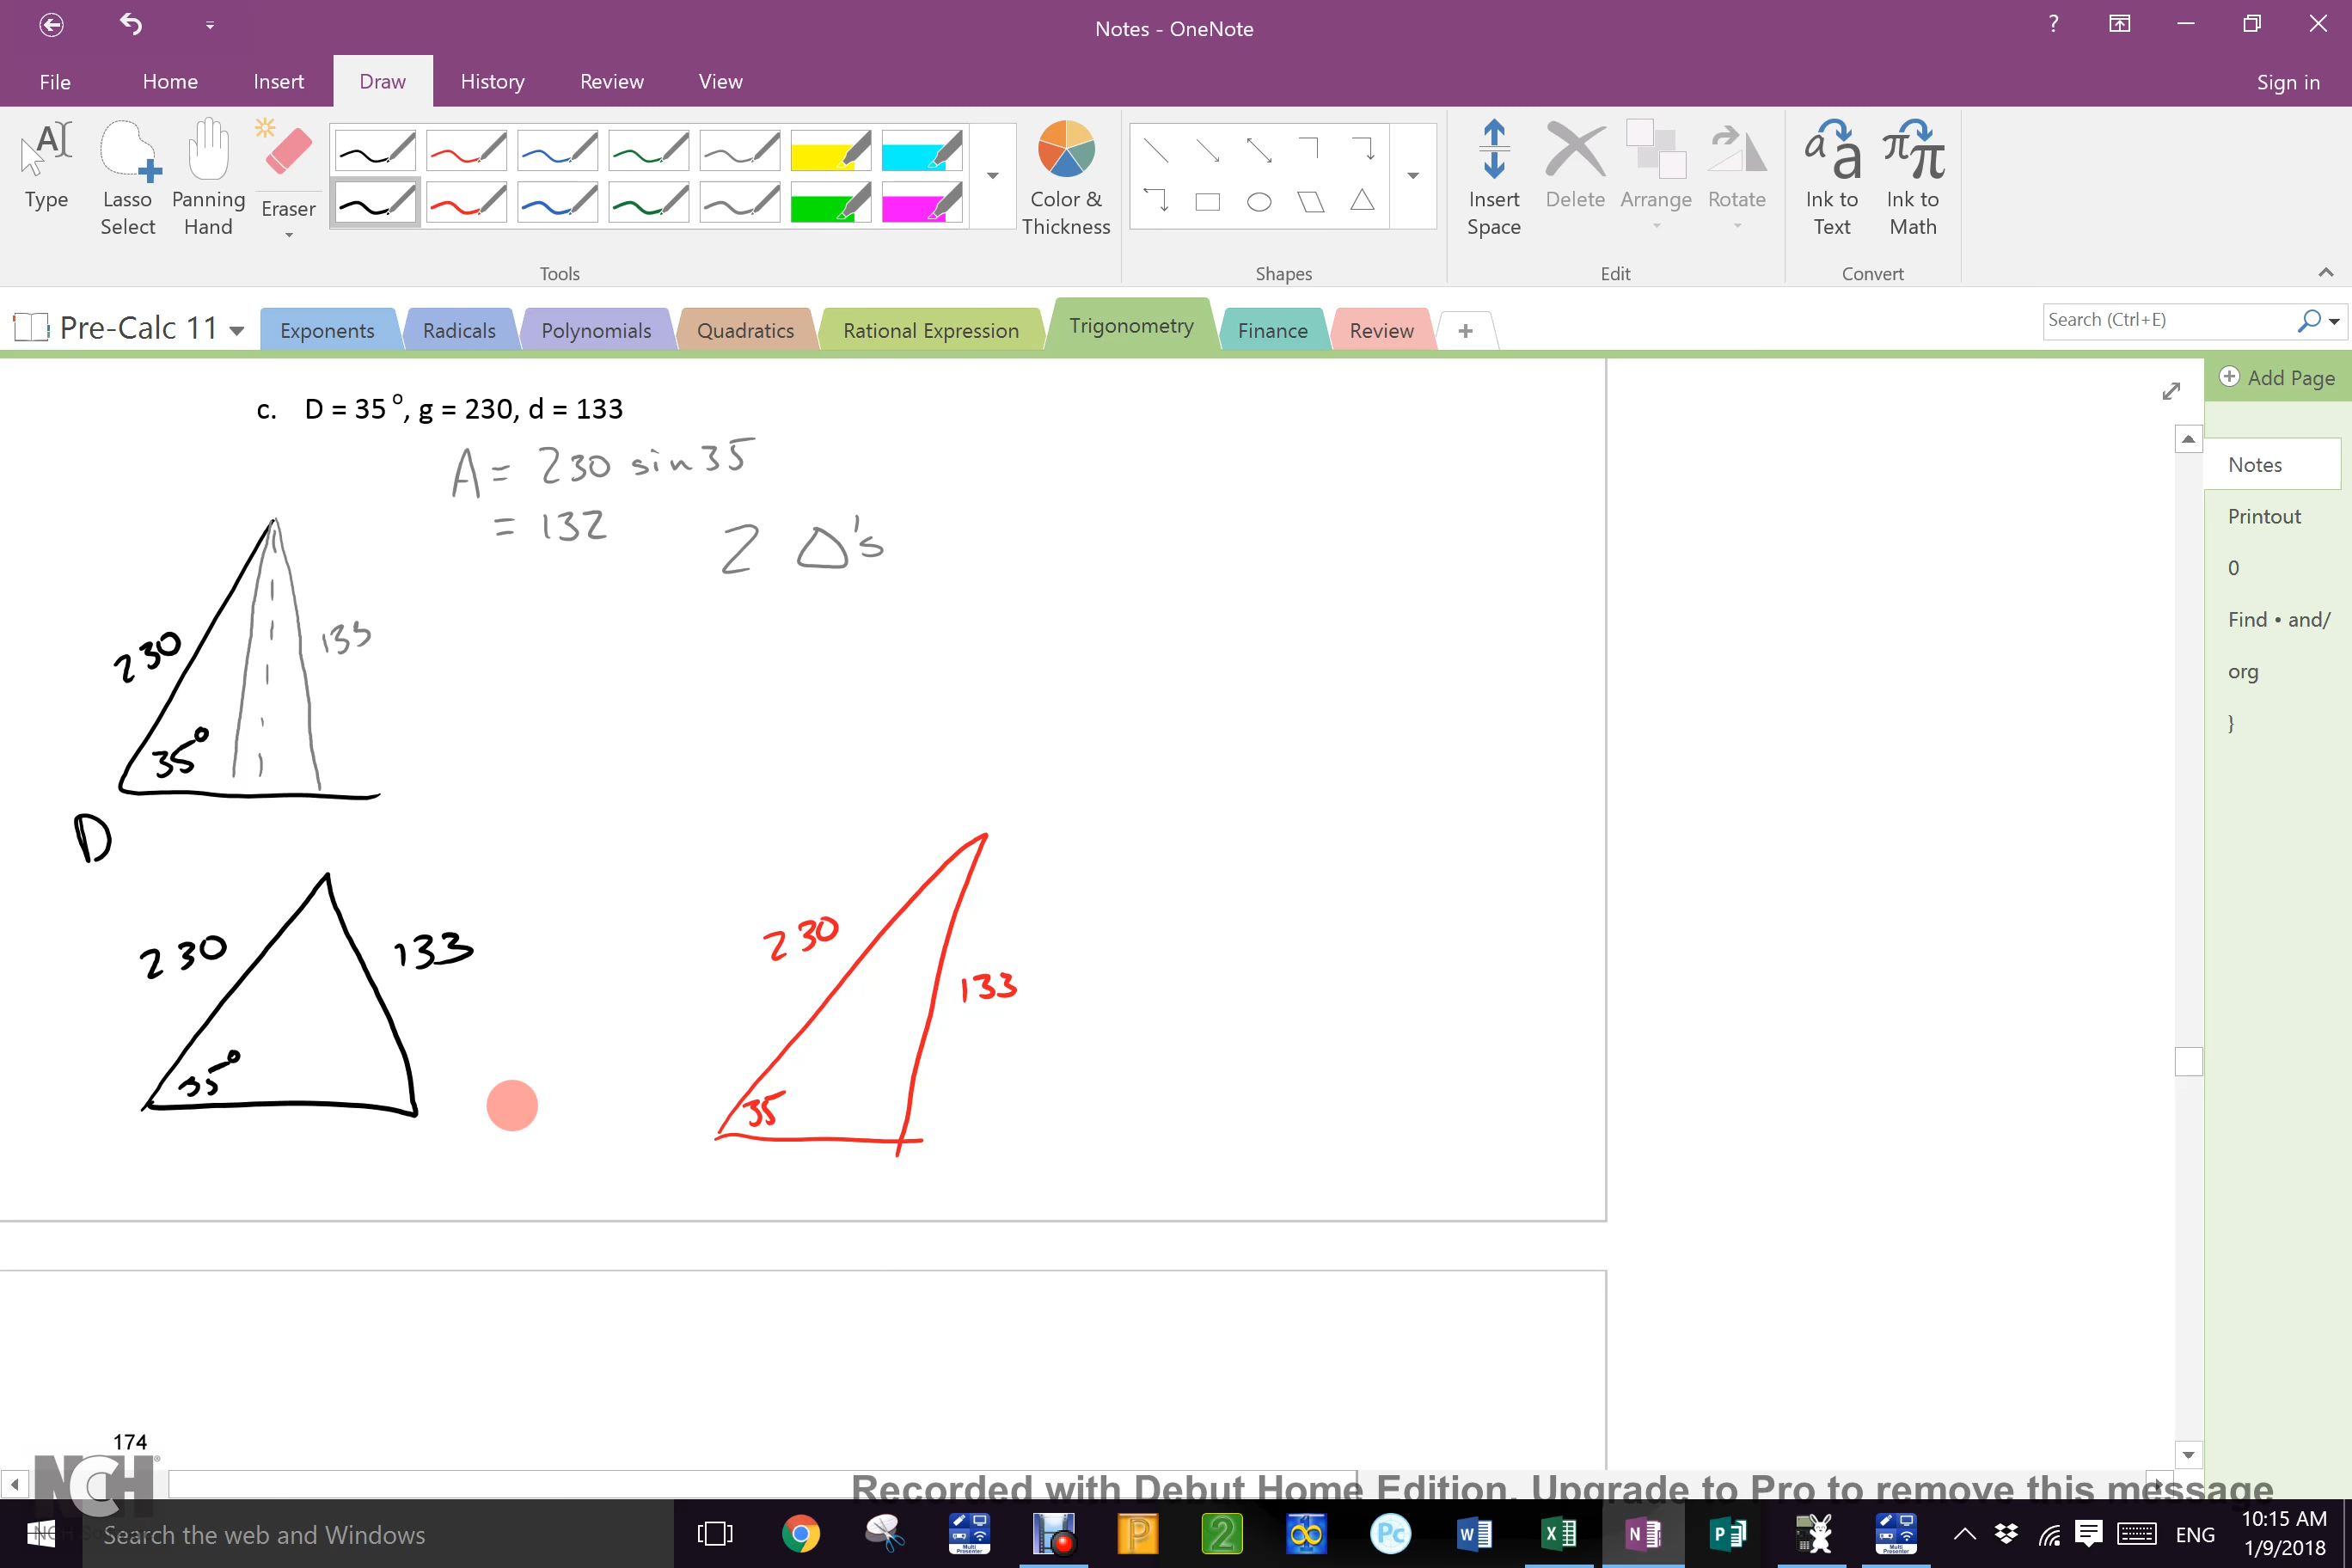 Notes - OneNote
?
File Home Insert Draw History Review View Sign in
Type
Lasso Select
Panning Hand
Eraser
Color & Thickness
Insert Space
Delete
Arrange
Rotate
Ink to Text
Ink to Math
Tools Shapes Edit Convert
Pre-Calc 11 Exponents Radicals Polynomials Quadratics Rational Expression Trigonometry Finance Review +
Search (Ctrl+E)
Add Page
Notes
Printout
0
Find • and/
org
}
c. D = 35 °, g = 230, d = 133
A = 230 sin 35
= 132
2 Δ's
230
133
35°
D
230
133
35°
230
133
35
174
NCH
Recorded with Debut Home Edition. Upgrade to Pro to remove this message
Search the web and Windows
ENG
10:15 AM
1/9/2018